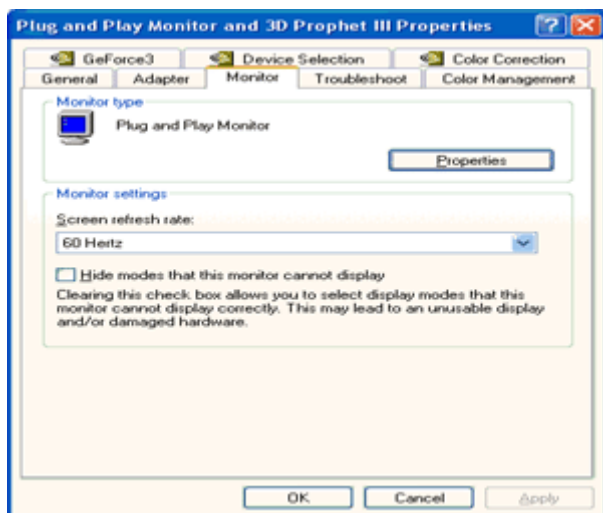 Plug and Play Monitor and 3D Prophet III Properties
GeForce3 Device Selection Color Correction
General Adapter Monitor Troubleshoot Color Management
Monitor type
Plug and Play Monitor
Properties
Monitor settings
Screen refresh rate:
60 Hertz
Hide modes that this monitor cannot display
Clearing this check box allows you to select display modes that this
monitor cannot display correctly. This may lead to an unusable display
and/or damaged hardware.
OK Cancel Apply